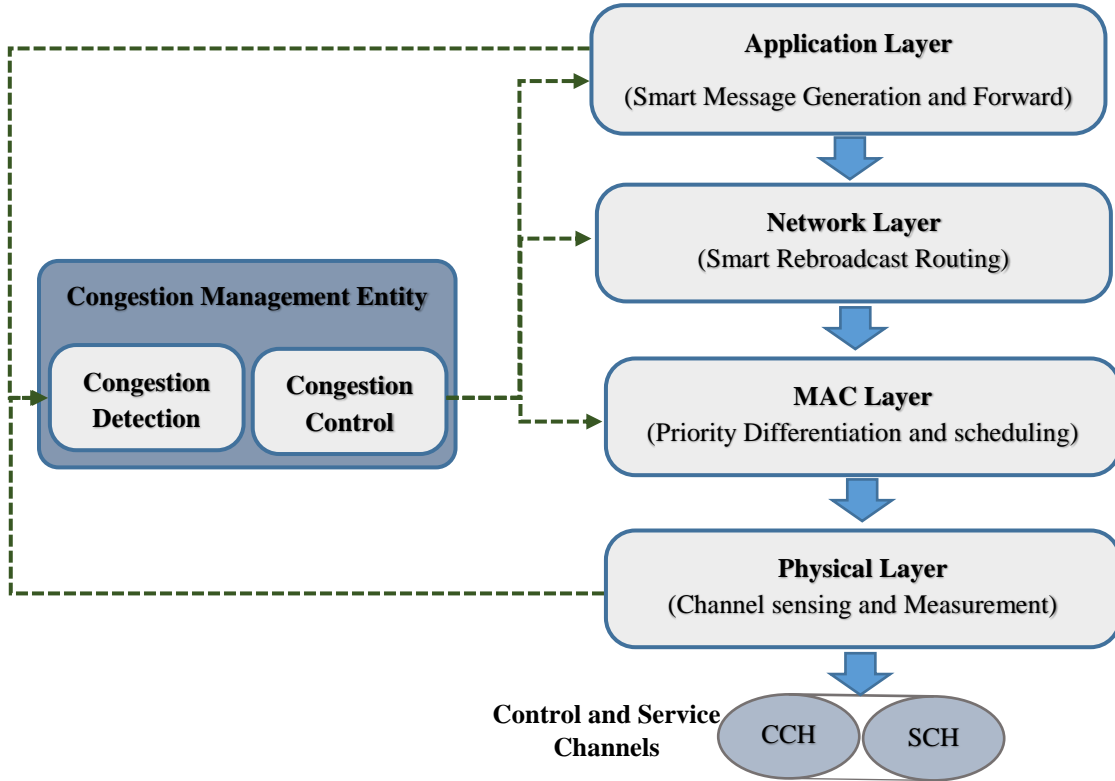 Application Layer
(Smart Message Generation and Forward)
Network Layer
(Smart Rebroadcast Routing)
Congestion Management Entity
Congestion
Detection
Congestion
Control
MAC Layer
(Priority Differentiation and scheduling)
Physical Layer
(Channel sensing and Measurement)
Control and Service
Channels
CCH
SCH